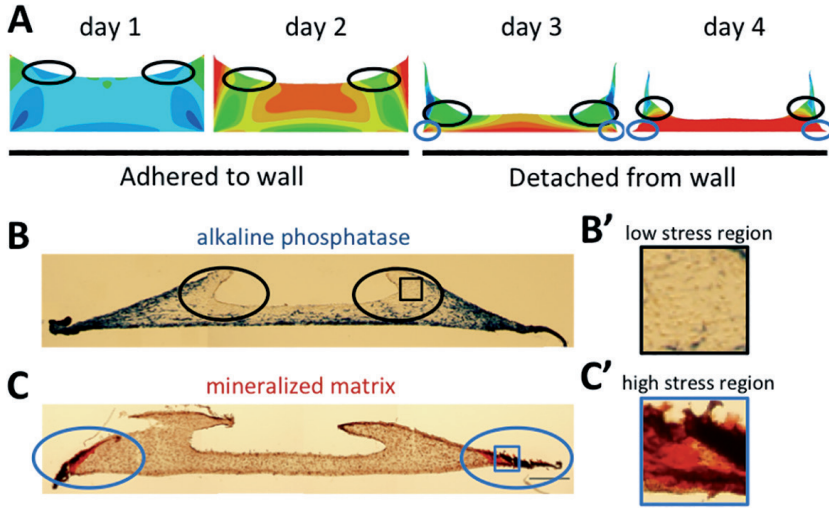 A
day 1
day 2
day 3
day 4
Adhered to wall
Detached from wall
B
alkaline phosphatase
B’
low stress region
C
mineralized matrix
C’
high stress region